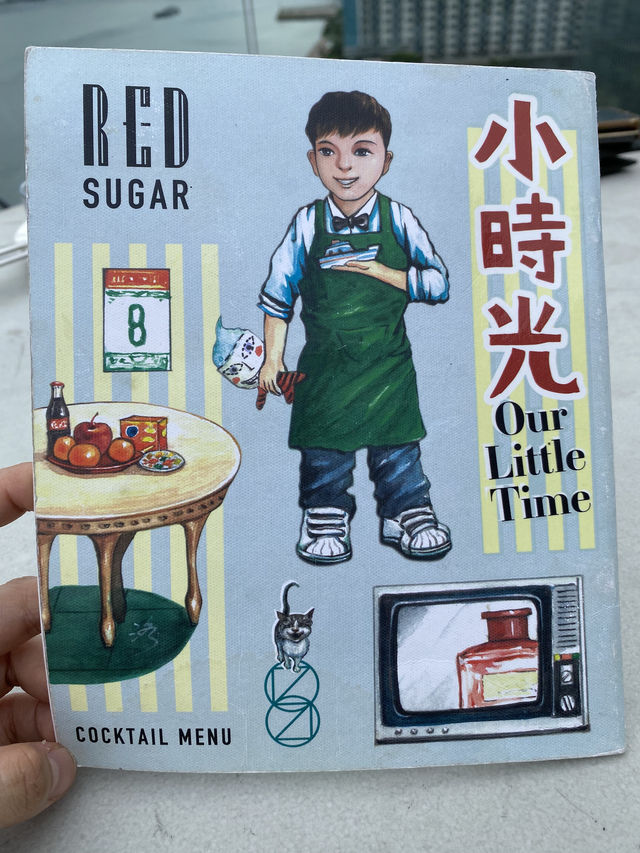 RED
SUGAR
小時光
Our
Little
Time
8
COCKTAIL MENU